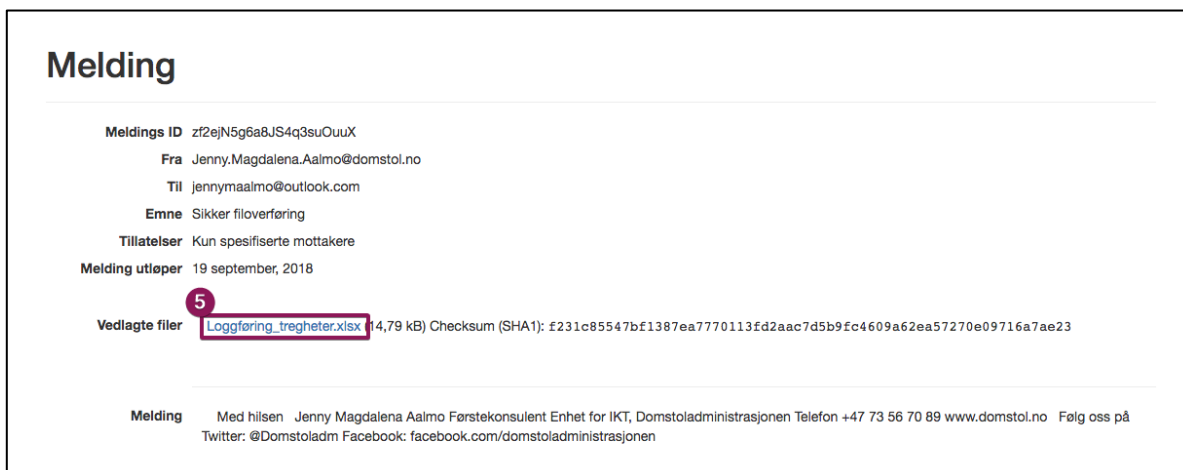 Melding
Meldings ID zf2ejN5g6a8JS4q3suOuuX
Fra Jenny.Magdalena.Aalmo@domstol.no
Til jennymaalmo@outlook.com
Emne Sikker filoverføring
Tillatelser Kun spesifiserte mottakere
Melding utløper 19 september, 2018
5
Vedlagte filer Loggføring_tregheter.xlsx (14,79 kB) Checksum (SHA1): f231c85547bf1387ea7770113fd2aac7d5b9fc4609a62ea57270e09716a7ae23
Melding Med hilsen Jenny Magdalena Aalmo Førstekonsulent Enhet for IKT, Domstoladministrasjonen Telefon +47 73 56 70 89 www.domstol.no Følg oss på
Twitter: @Domstoladm Facebook: facebook.com/domstoladministrasjonen